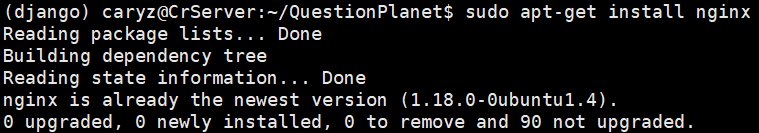 (django) caryz@CrServer:~/QuestionPlanet$ sudo apt-get install nginx
Reading package lists... Done
Building dependency tree
Reading state information... Done
nginx is already the newest version (1.18.0-0ubuntu1.4).
0 upgraded, 0 newly installed, 0 to remove and 90 not upgraded.